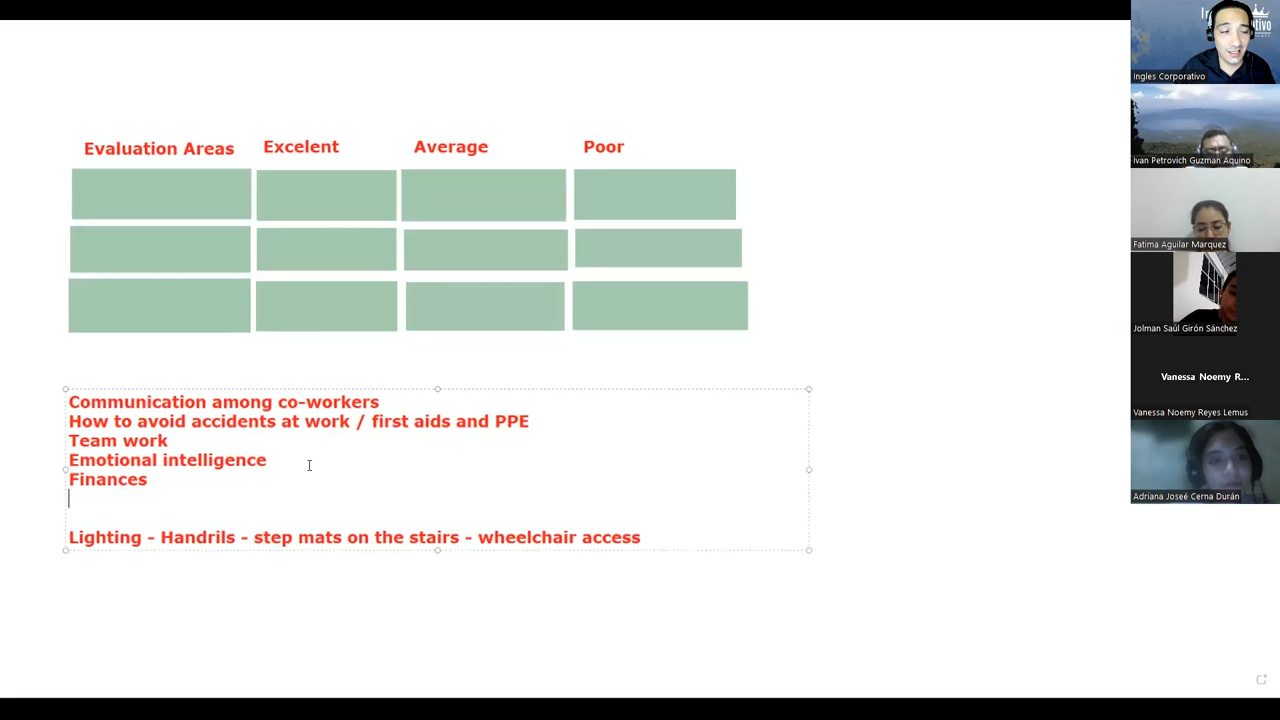 Evaluation Areas Excelent Average Poor
Communication among co-workers
How to avoid accidents at work / first aids and PPE
Team work
Emotional intelligence
Finances
Lighting - Handrils - step mats on the stairs - wheelchair access
Ingles Corporativo
Ivan Petrovich Guzman Aquino
Fatima Aguilar Marquez
Jolman Saúl Girón Sánchez
Vanessa Noemy R...
Vanessa Noemy Reyes Lemus
Adriana Joseé Cerna Durán